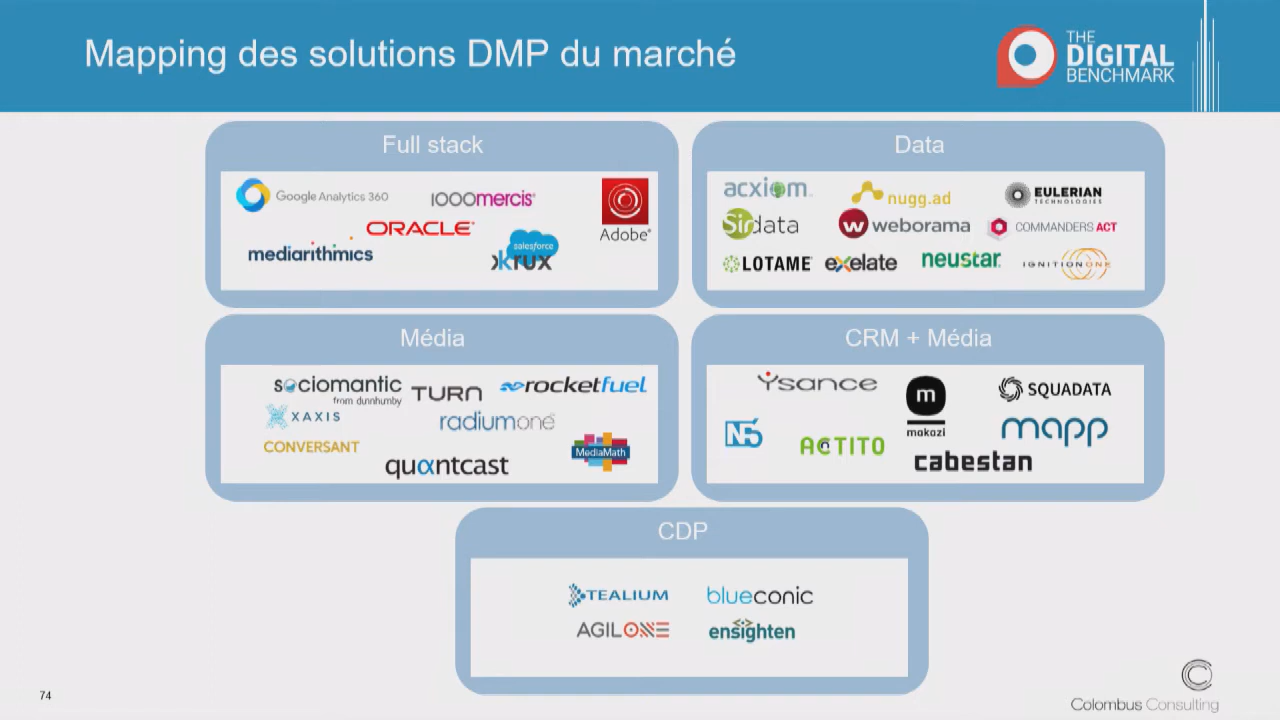 Mapping des solutions DMP du marché
THE
DIGITAL
BENCHMARK
Full stack
Google Analytics 360
1000mercis
Adobe
ORACLE
mediarithmics
salesforce
krux
Data
acxiom
nugg.ad
EULERIAN
TECHNOLOGIES
Sirdata
w weborama
COMMANDERS ACT
LOTAME
exelate
neustar
IGNITIONONE
Média
sociomantic
from dunnhumby
TURN
rocketfuel
XAXIS
radiumone
CONVERSANT
quantcast
MediaMath
CRM + Média
Ysance
m
makazi
SQUADATA
N5
ACTITO
mapp
cabestan
CDP
TEALIUM
blueconic
AGILONE
ensighten
74
Colombus Consulting